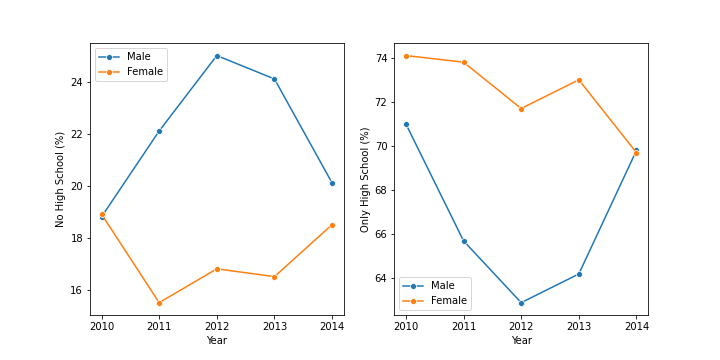 Male
Female
24
22
20
18
16
No High School (%)
2010 2011 2012 2013 2014
Year
74
72
70
68
66
64
Only High School (%)
Male
Female
2010 2011 2012 2013 2014
Year